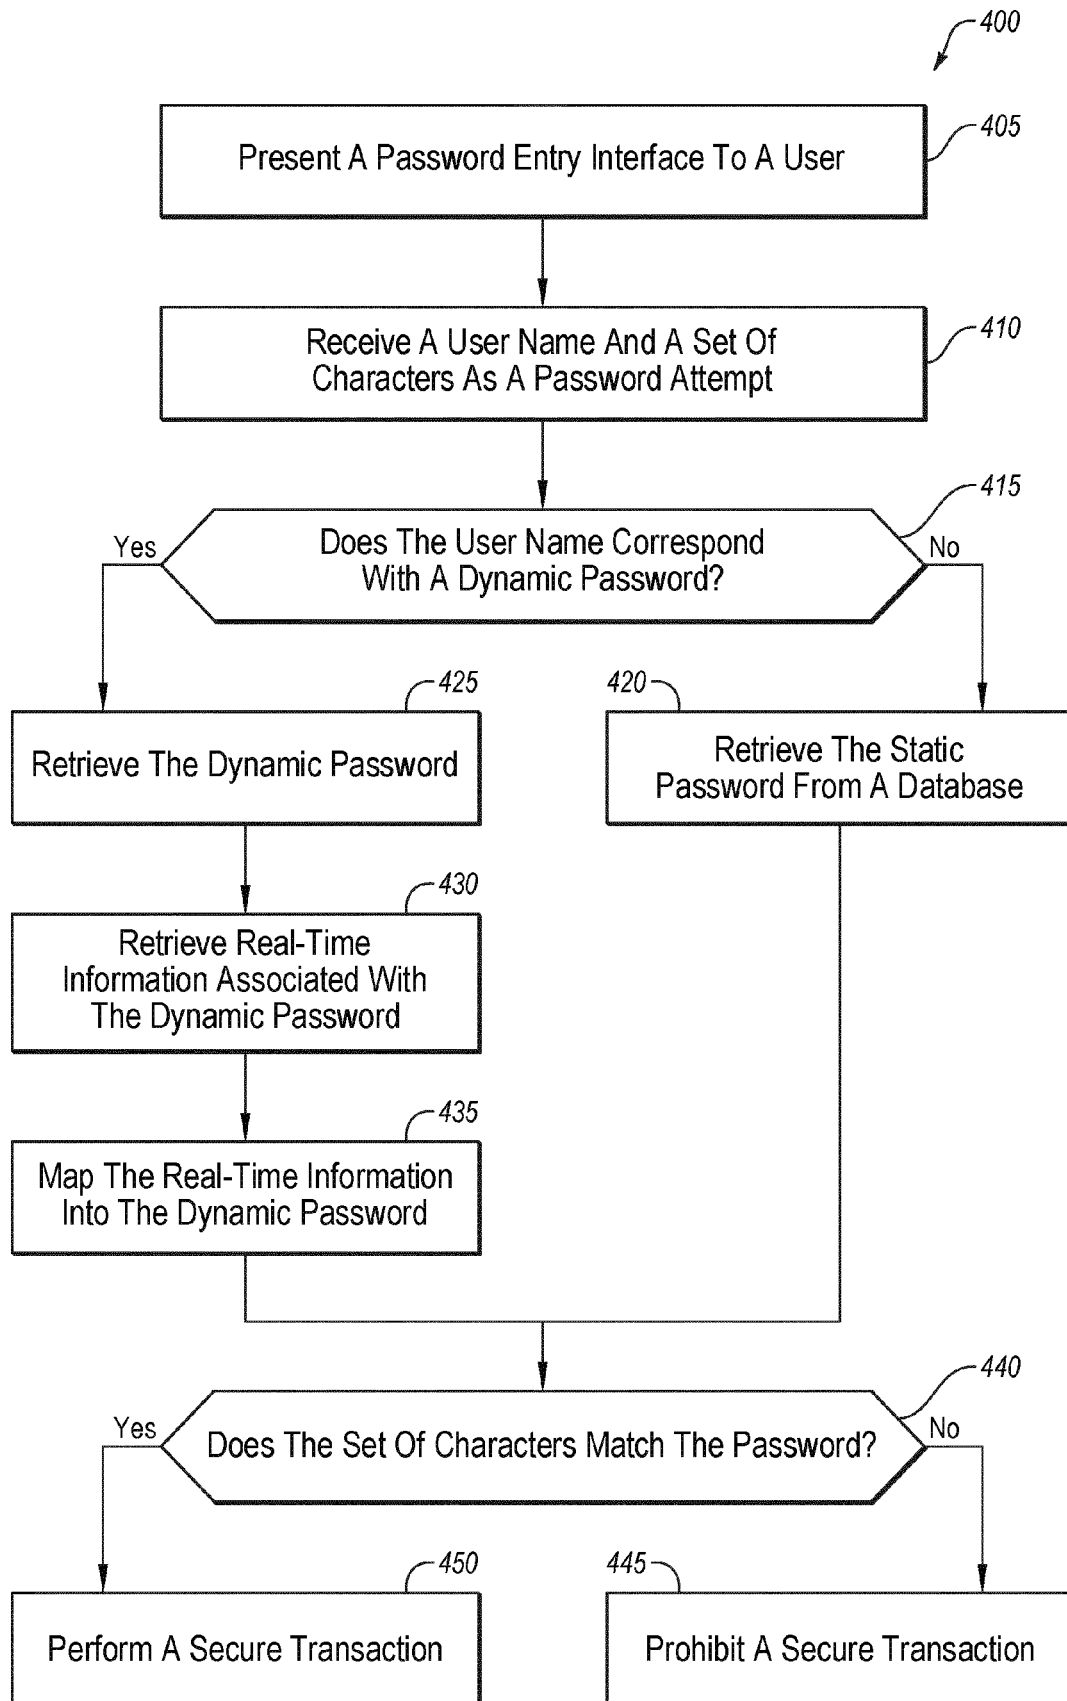 400
405
Present A Password Entry Interface To A User
410
Receive A User Name And A Set Of
Characters As A Password Attempt
415
Yes
Does The User Name Correspond
With A Dynamic Password?
No
425
Retrieve The Dynamic Password
420
Retrieve The Static
Password From A Database
430
Retrieve Real-Time
Information Associated With
The Dynamic Password
435
Map The Real-Time Information
Into The Dynamic Password
440
Yes
Does The Set Of Characters Match The Password?
No
450
Perform A Secure Transaction
445
Prohibit A Secure Transaction